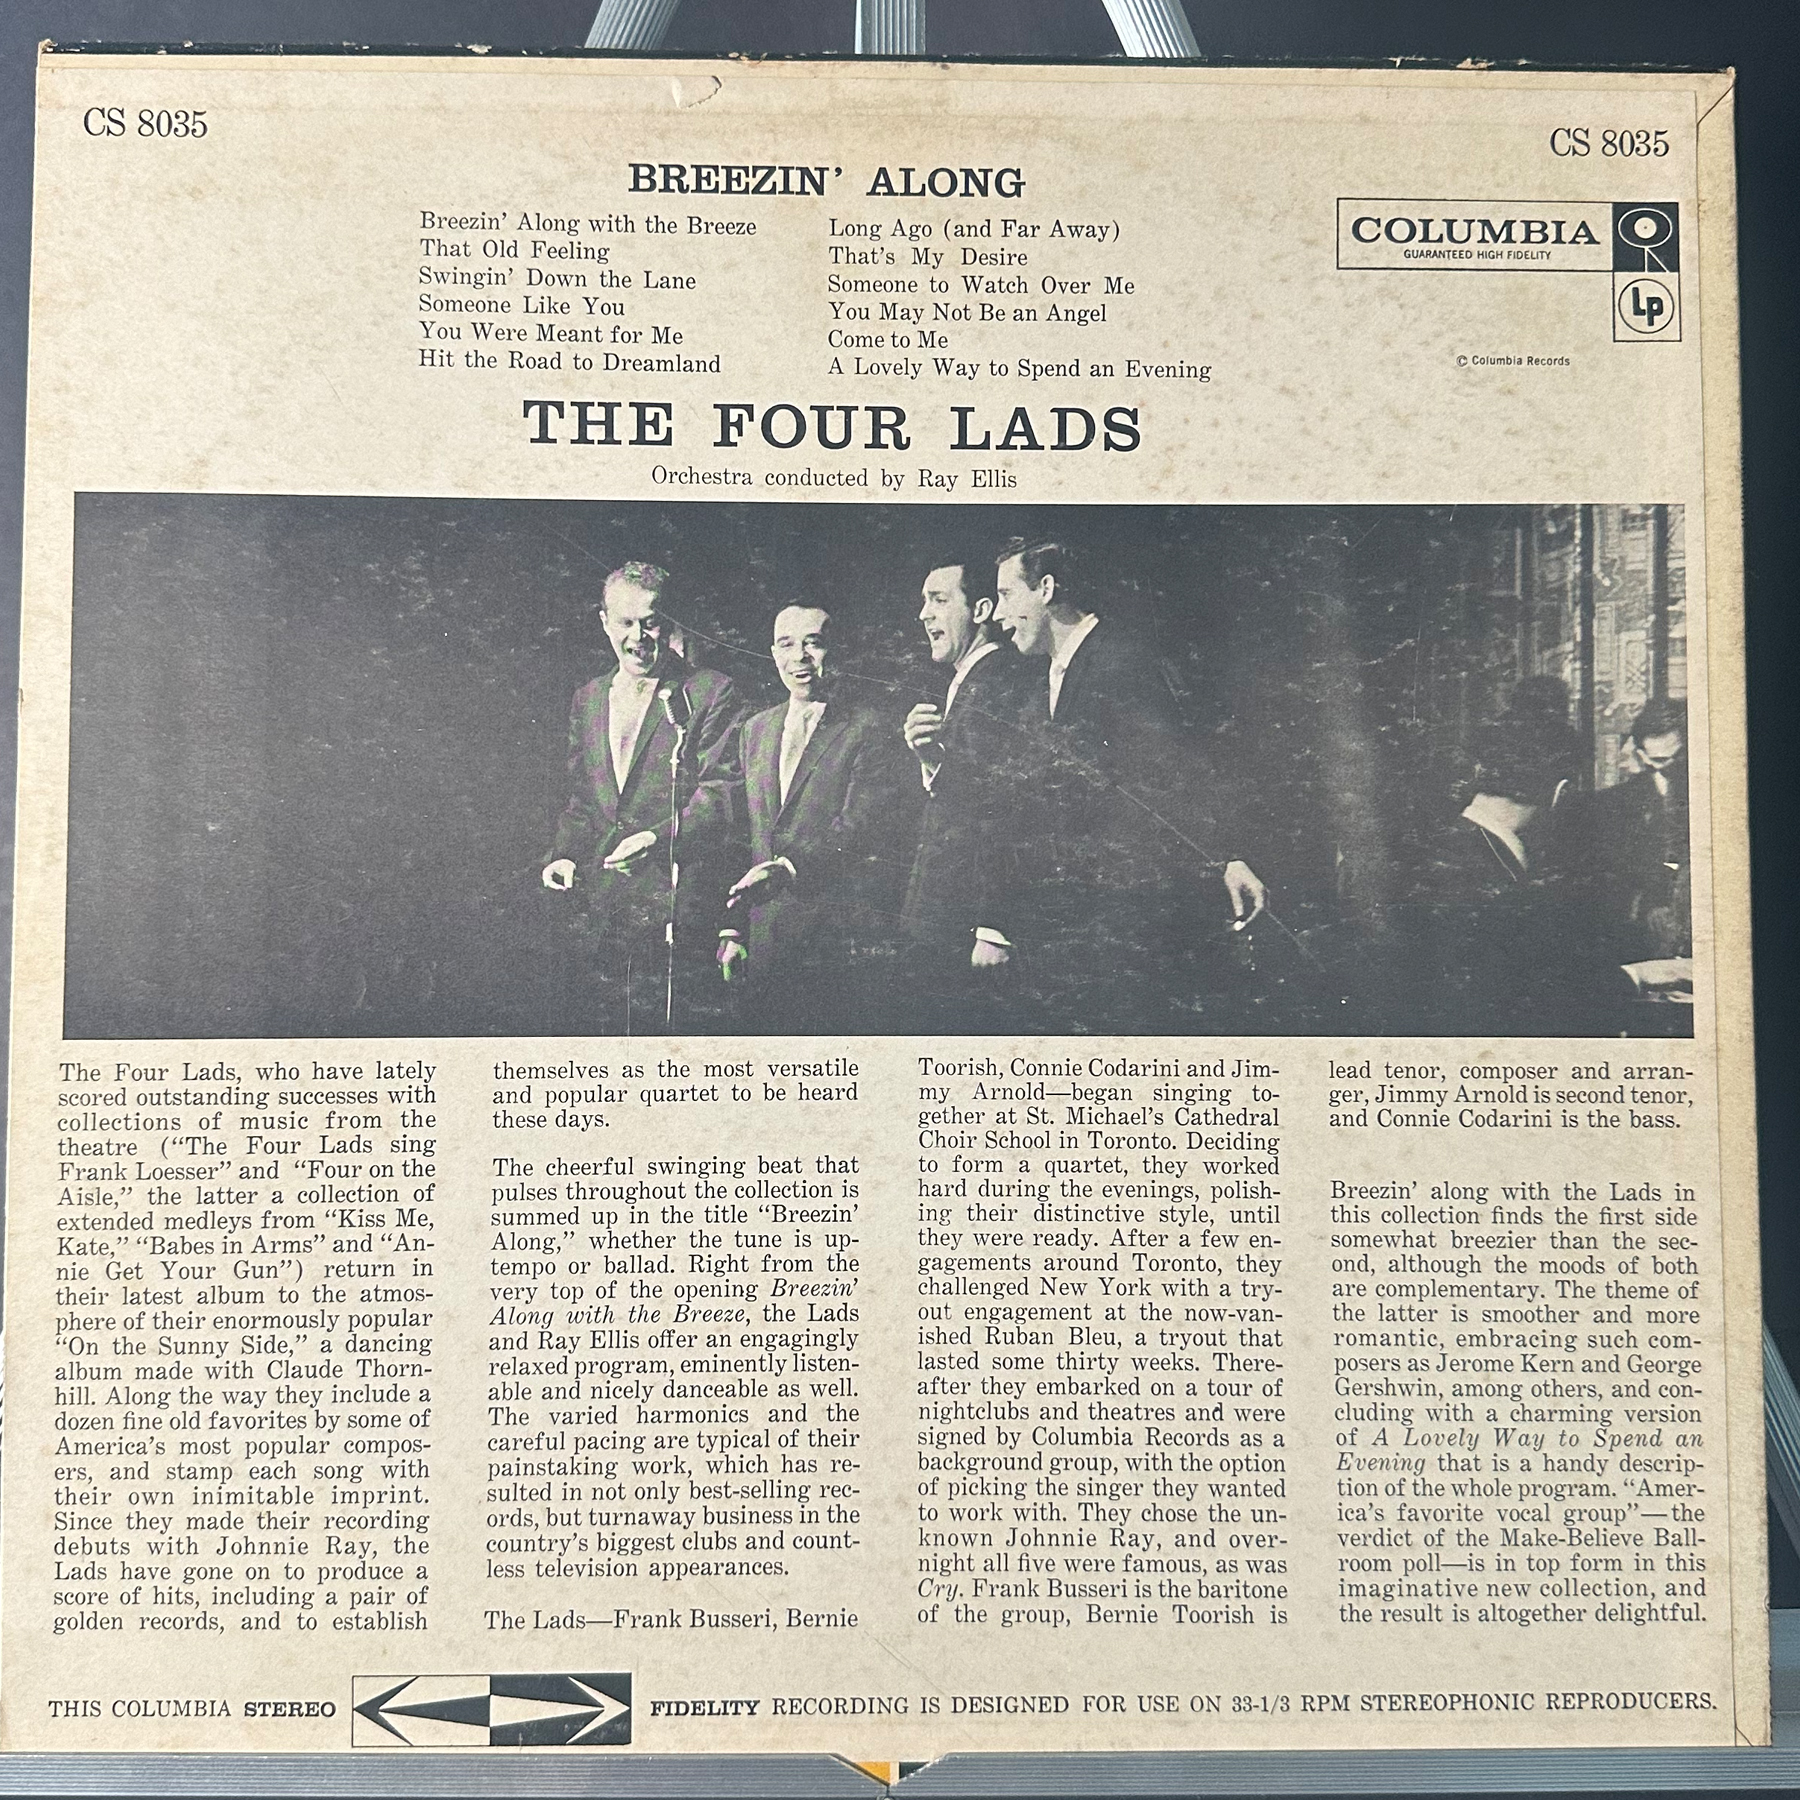 CS 8035
CS 8035
BREEZIN' ALONG
Breezin' Along with the Breeze
That Old Feeling
Swingin' Down the Lane
Someone Like You
You Were Meant for Me
Hit the Road to Dreamland
Long Ago (and Far Away)
That's My Desire
Someone to Watch Over Me
You May Not Be an Angel
Come to Me
A Lovely Way to Spend an Evening
COLUMBIA
GUARANTEED HIGH FIDELITY
Lp
© Columbia Records
THE FOUR LADS
Orchestra conducted by Ray Ellis
The Four Lads, who have lately
scored outstanding successes with
collections of music from the
theatre (“The Four Lads sing
Frank Loesser” and “Four on the
Aisle,” the latter a collection of
extended medleys from “Kiss Me,
Kate,” “Babes in Arms” and “An-
nie Get Your Gun”) return in
their latest album to the atmos-
phere of their enormously popular
“On the Sunny Side,” a dancing
album made with Claude Thorn-
hill. Along the way they include a
dozen fine old favorites by some of
America's most popular compos-
ers, and stamp each song with
their own inimitable imprint.
Since they made their recording
debuts with Johnnie Ray, the
Lads have gone on to produce a
score of hits, including a pair of
golden records, and to establish
themselves as the most versatile
and popular quartet to be heard
these days.
The cheerful swinging beat that
pulses throughout the collection is
summed up in the title “Breezin'
Along,” whether the tune is up-
tempo or ballad. Right from the
very top of the opening Breezin'
Along with the Breeze, the Lads
and Ray Ellis offer an engagingly
relaxed program, eminently listen-
able and nicely danceable as well.
The varied harmonics and the
careful pacing are typical of their
painstaking work, which has re-
sulted in not only best-selling rec-
ords, but turnaway business in the
country's biggest clubs and count-
less television appearances.
The Lads—Frank Busseri, Bernie
Toorish, Connie Codarini and Jim-
my Arnold—began singing to-
gether at St. Michael's Cathedral
Choir School in Toronto. Deciding
to form a quartet, they worked
hard during the evenings, polish-
ing their distinctive style, until
they were ready. After a few en-
gagements around Toronto, they
challenged New York with a try-
out engagement at the now-van-
ished Ruban Bleu, a tryout that
lasted some thirty weeks. There-
after they embarked on a tour of
nightclubs and theatres and were
signed by Columbia Records as a
background group, with the option
of picking the singer they wanted
to work with. They chose the un-
known Johnnie Ray, and over-
night all five were famous, as was
Cry. Frank Busseri is the baritone
of the group, Bernie Toorish is
lead tenor, composer and arran-
ger, Jimmy Arnold is second tenor,
and Connie Codarini is the bass.
Breezin' along with the Lads in
this collection finds the first side
somewhat breezier than the sec-
ond, although the moods of both
are complementary. The theme of
the latter is smoother and more
romantic, embracing such com-
posers as Jerome Kern and George
Gershwin, among others, and con-
cluding with a charming version
of A Lovely Way to Spend an
Evening that is a handy descrip-
tion of the whole program. “Amer-
ica's favorite vocal group”—the
verdict of the Make-Believe Ball-
room poll—is in top form in this
imaginative new collection, and
the result is altogether delightful.
THIS COLUMBIA STEREO FIDELITY RECORDING IS DESIGNED FOR USE ON 33-1/3 RPM STEREOPHONIC REPRODUCERS.